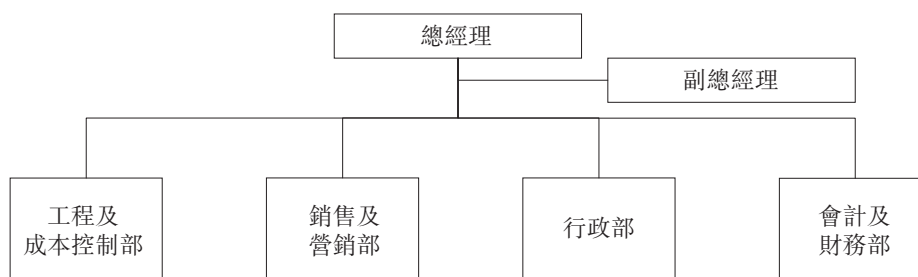 總經理
副總經理
工程及
成本控制部
銷售及
營銷部
行政部
會計及
財務部